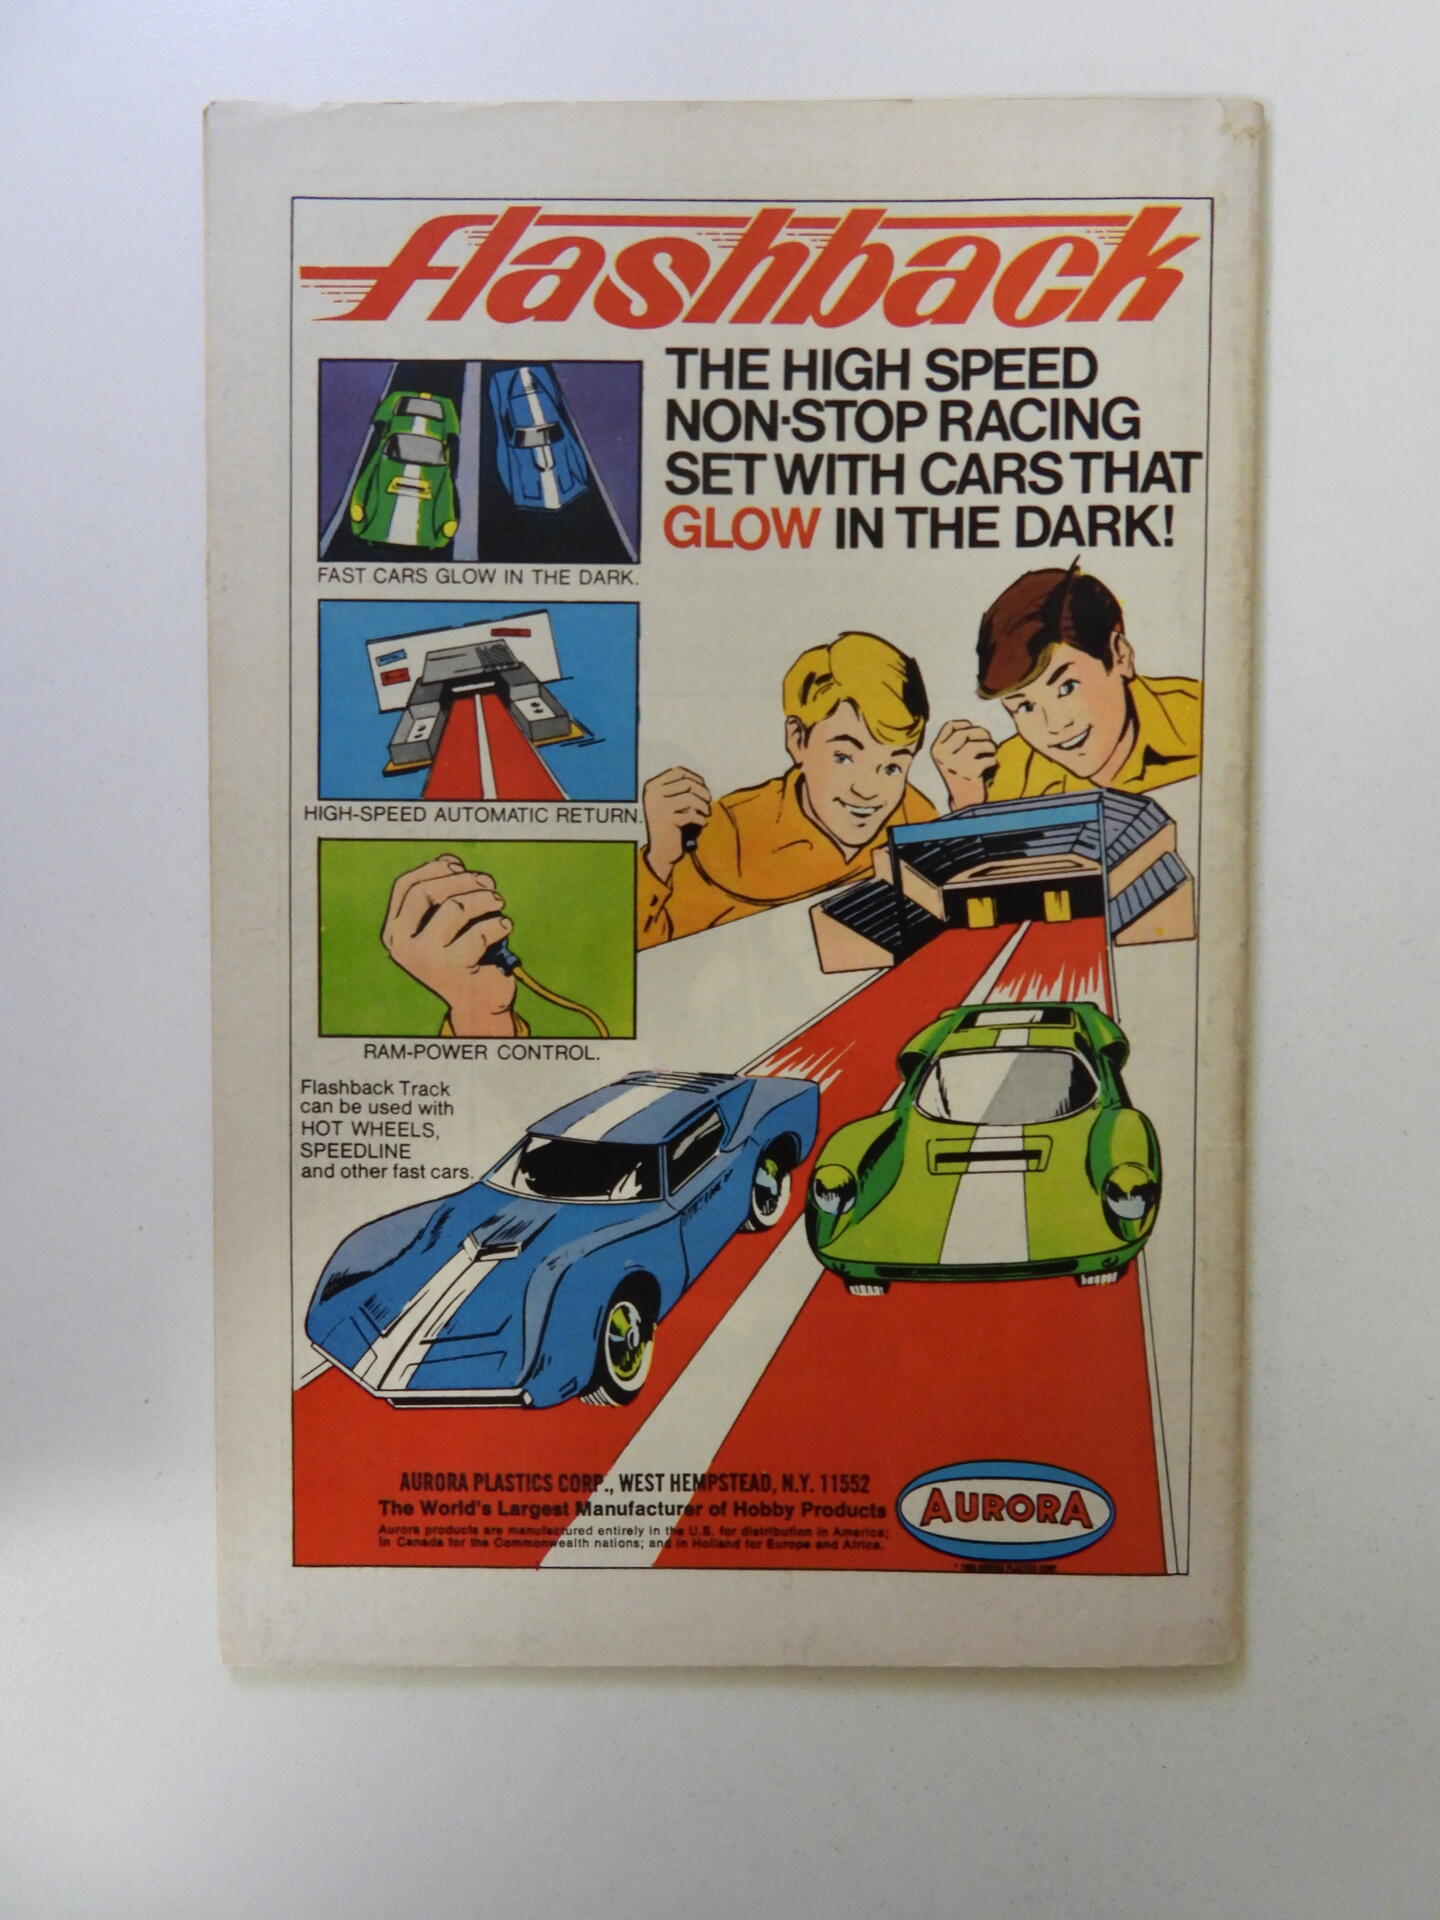 flashback
THE HIGH SPEED
NON-STOP RACING
SET WITH CARS THAT
GLOW IN THE DARK!
FAST CARS GLOW IN THE DARK.
HIGH-SPEED AUTOMATIC RETURN.
RAM-POWER CONTROL.
Flashback Track
can be used with
HOT WHEELS,
SPEEDLINE
and other fast cars.
AURORA PLASTICS CORP., WEST HEMPSTEAD, N.Y. 11552
The World's Largest Manufacturer of Hobby Products
Aurora products are manufactured entirely in the U.S. for distribution in America;
in Canada for the Commonwealth nations; and in Holland for Europe and Africa.
AURORA
AURORA PLASTICS CORP.